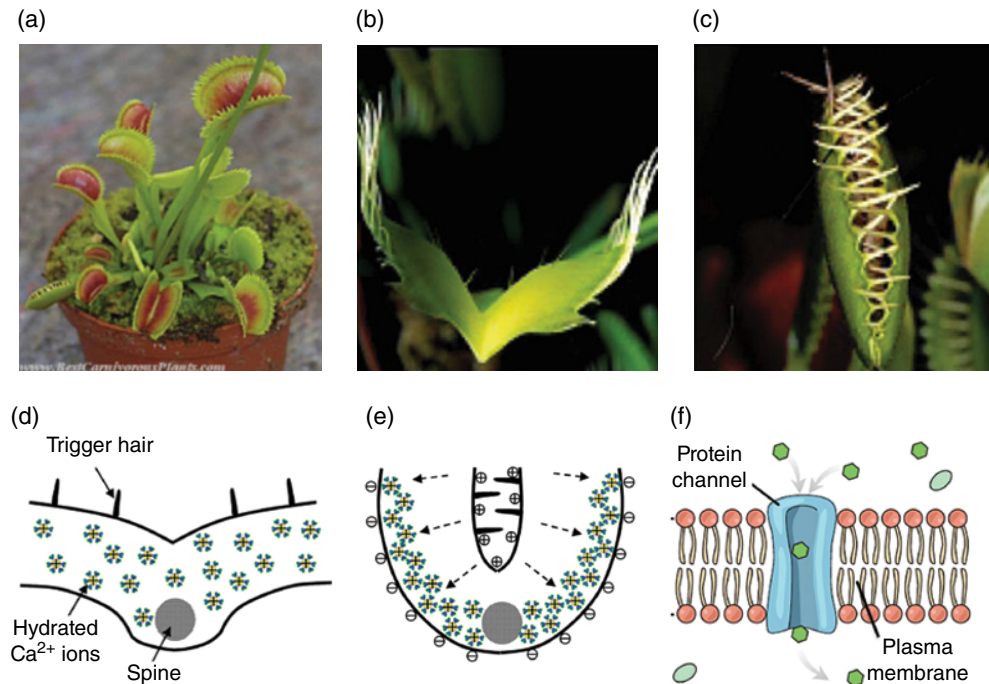 (a)
(b)
(c)
www.BestCarnivorousPlants.com
(d)
(e)
(f)
Trigger hair
Hydrated
Ca²⁺ ions
Spine
Protein
channel
Plasma
membrane